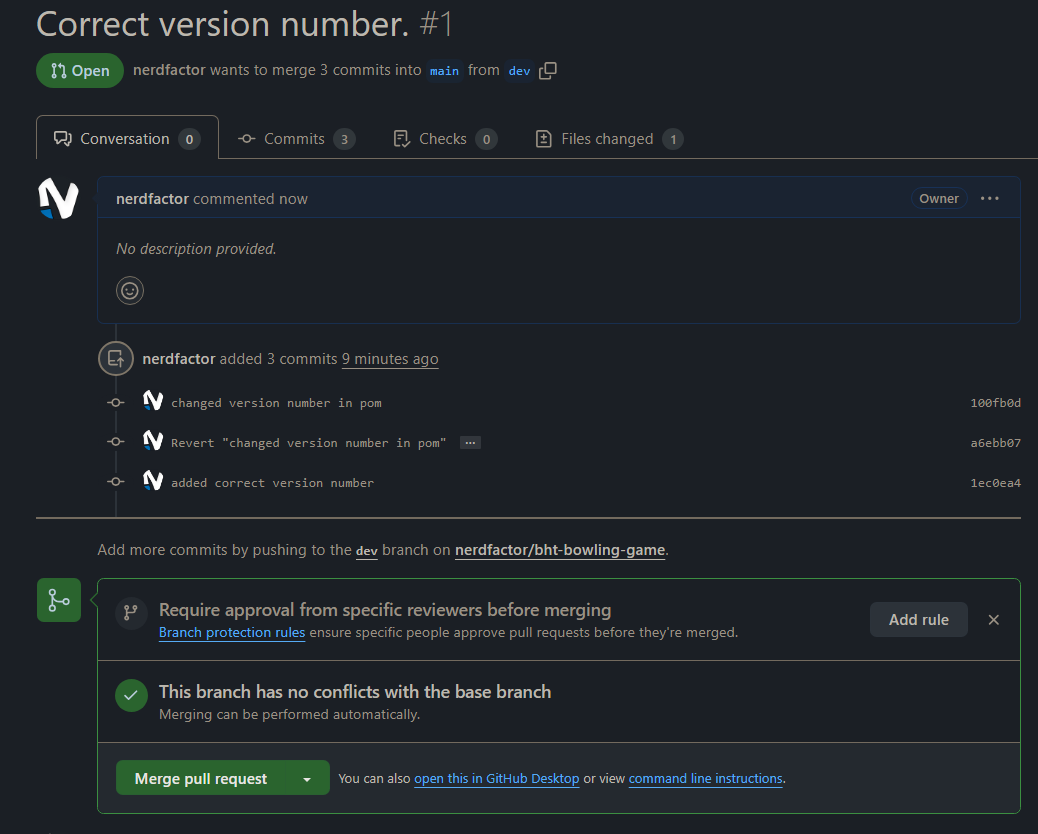 Correct version number. #1
Open nerdfactor wants to merge 3 commits into main from dev
Conversation 0 Commits 3 Checks 0 Files changed 1
nerdfactor commented now Owner ...
No description provided.
nerdfactor added 3 commits 9 minutes ago
changed version number in pom 100fb0d
Revert "changed version number in pom" ... a6ebb07
added correct version number 1ec0ea4
Add more commits by pushing to the dev branch on nerdfactor/bht-bowling-game.
Require approval from specific reviewers before merging
Branch protection rules ensure specific people approve pull requests before they're merged.
Add rule
This branch has no conflicts with the base branch
Merging can be performed automatically.
Merge pull request You can also open this in GitHub Desktop or view command line instructions.